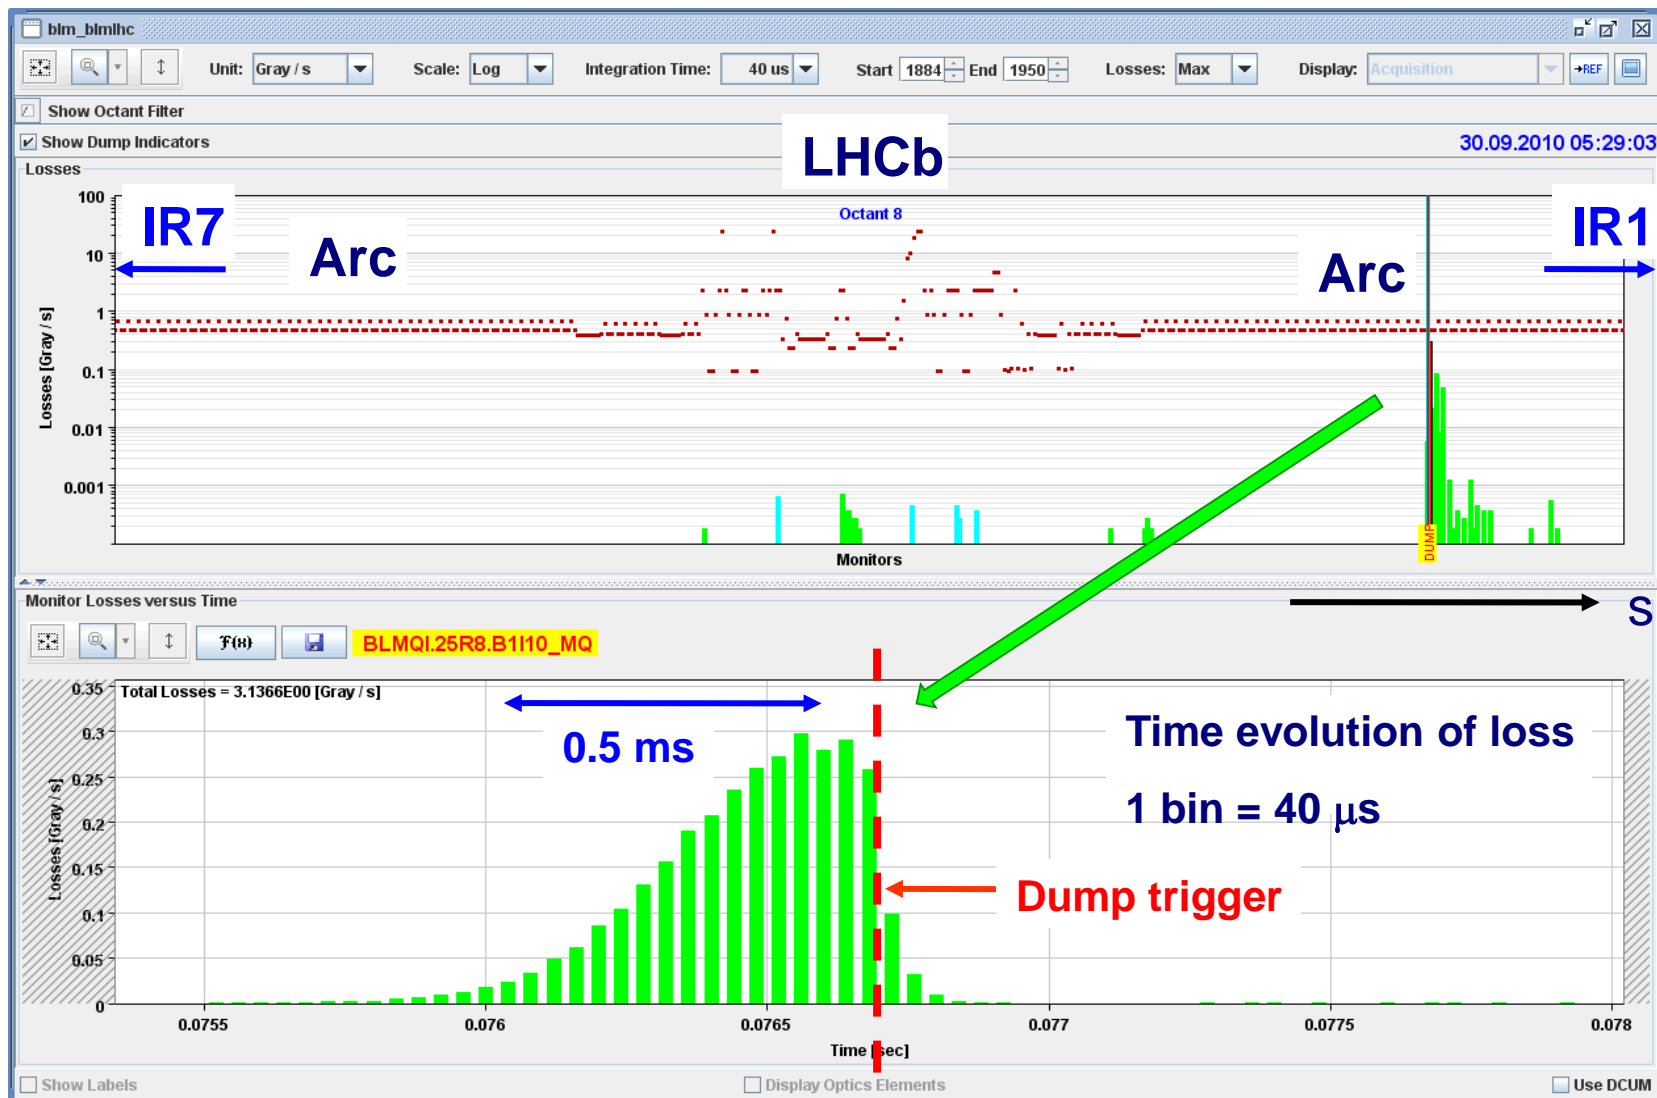 blm_blmlhc
Unit: Gray / s Scale: Log Integration Time: 40 us Start 1884 End 1950 Losses: Max Display: Acquisition →REF
Show Octant Filter
Show Dump Indicators
30.09.2010 05:29:03
LHCb
Losses
100
10
1
0.1
0.01
0.001
Losses [Gray / s]
IR7
Arc
Octant 8
Arc
IR1
DUMP
Monitors
Monitor Losses versus Time
s
F(x)
BLMQI.25R8.B1I10_MQ
Total Losses = 3.1366E00 [Gray / s]
0.35
0.3
0.25
0.2
0.15
0.1
0.05
0
Losses [Gray / s]
0.5 ms
Time evolution of loss
1 bin = 40 μs
Dump trigger
0.0755 0.076 0.0765 0.077 0.0775 0.078
Time [sec]
Show Labels
Display Optics Elements
Use DCUM